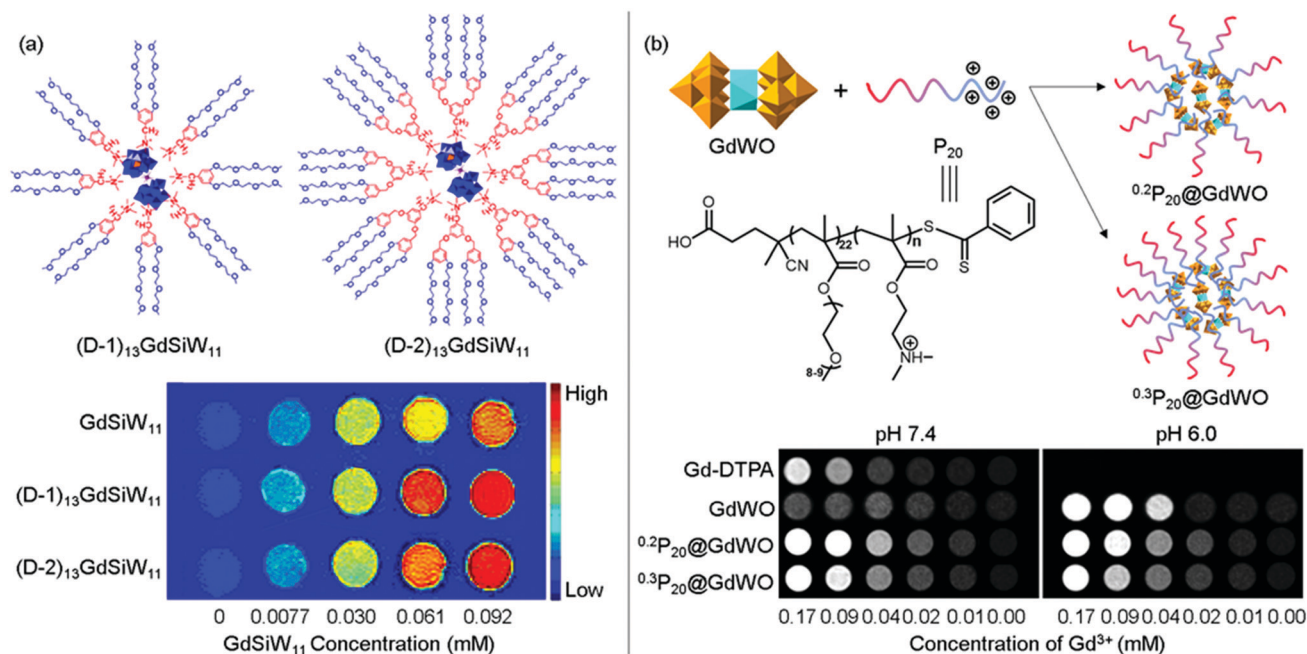 (a)
(D-1)₁₃GdSiW₁₁
(D-2)₁₃GdSiW₁₁
High
GdSiW₁₁
(D-1)₁₃GdSiW₁₁
(D-2)₁₃GdSiW₁₁
Low
0 0.0077 0.030 0.061 0.092
GdSiW₁₁ Concentration (mM)
(b)
+
GdWO
P₂₀
⁰·²P₂₀@GdWO
HO
O
CN
22
n
S
S
O
O
O
O
O
8-9
NH
+
⁰·³P₂₀@GdWO
pH 7.4
pH 6.0
Gd-DTPA
GdWO
⁰·²P₂₀@GdWO
⁰·³P₂₀@GdWO
0.17 0.09 0.04 0.02 0.01 0.00
0.17 0.09 0.04 0.02 0.01 0.00
Concentration of Gd³⁺ (mM)